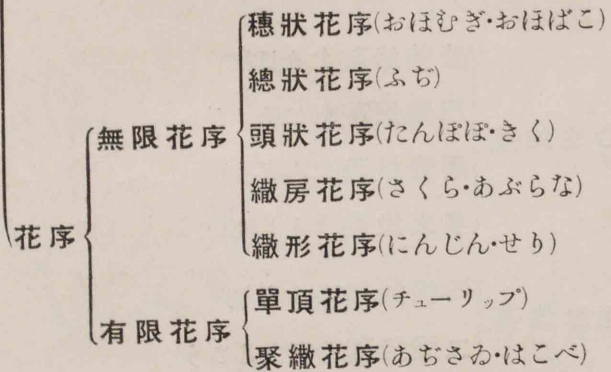 穗狀花序(おほむぎ・おほばこ)
總狀花序(ふぢ)
無限花序
頭狀花序(たんぽぽ・きく)
繖房花序(さくら・あぶらな)
花序
繖形花序(にんじん・せり)
單頂花序(チューリップ)
有限花序
聚繖花序(あぢさゐ・はこべ)